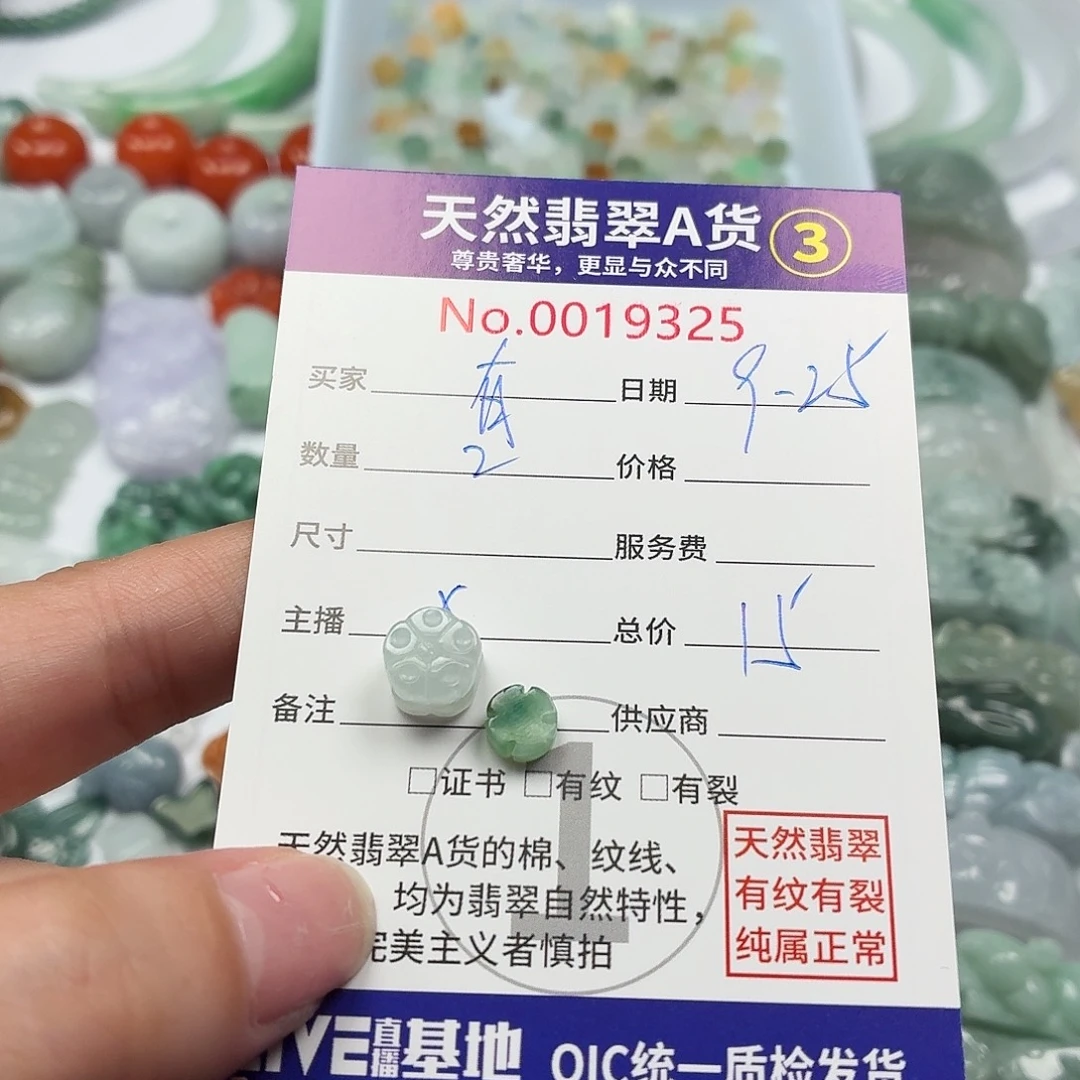 天然翡翠A货 3
尊贵奢华，更显与众不同
No.0019325
买家 日期 9-25
数量 2 价格
尺寸 服务费
主播 总价 15
备注 供应商
□证书 □有纹 □有裂
天然翡翠A货的棉、纹线、
均为翡翠自然特性，
完美主义者慎拍
1
天然翡翠
有纹有裂
纯属正常
IVE直播基地 QIC统一质检发货